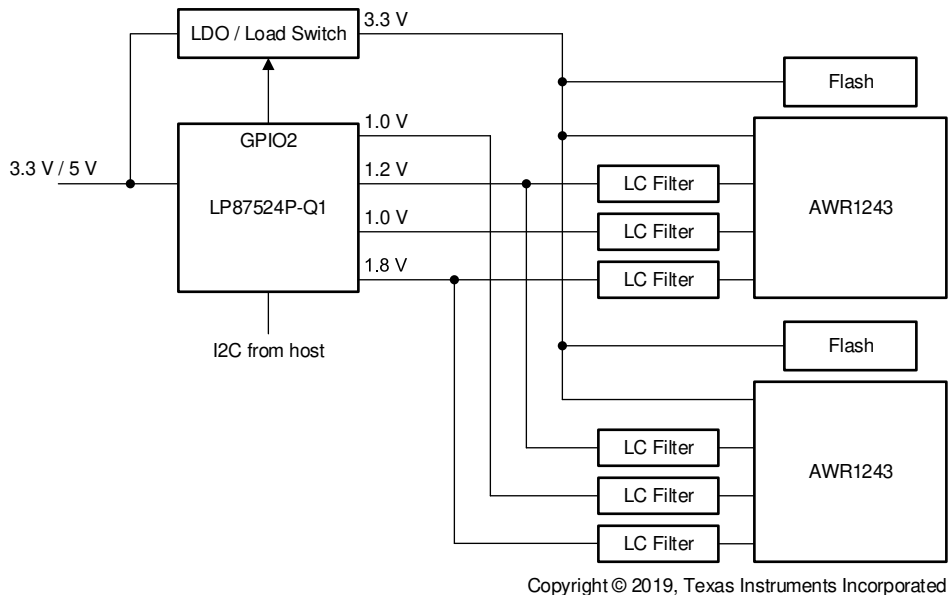 3.3 V
LDO / Load Switch
Flash
1.0 V
GPIO2
3.3 V / 5 V
1.2 V
LC Filter
LP87524P-Q1
AWR1243
1.0 V
LC Filter
1.8 V
LC Filter
I2C from host
Flash
LC Filter
AWR1243
LC Filter
LC Filter
Copyright © 2019, Texas Instruments Incorporated